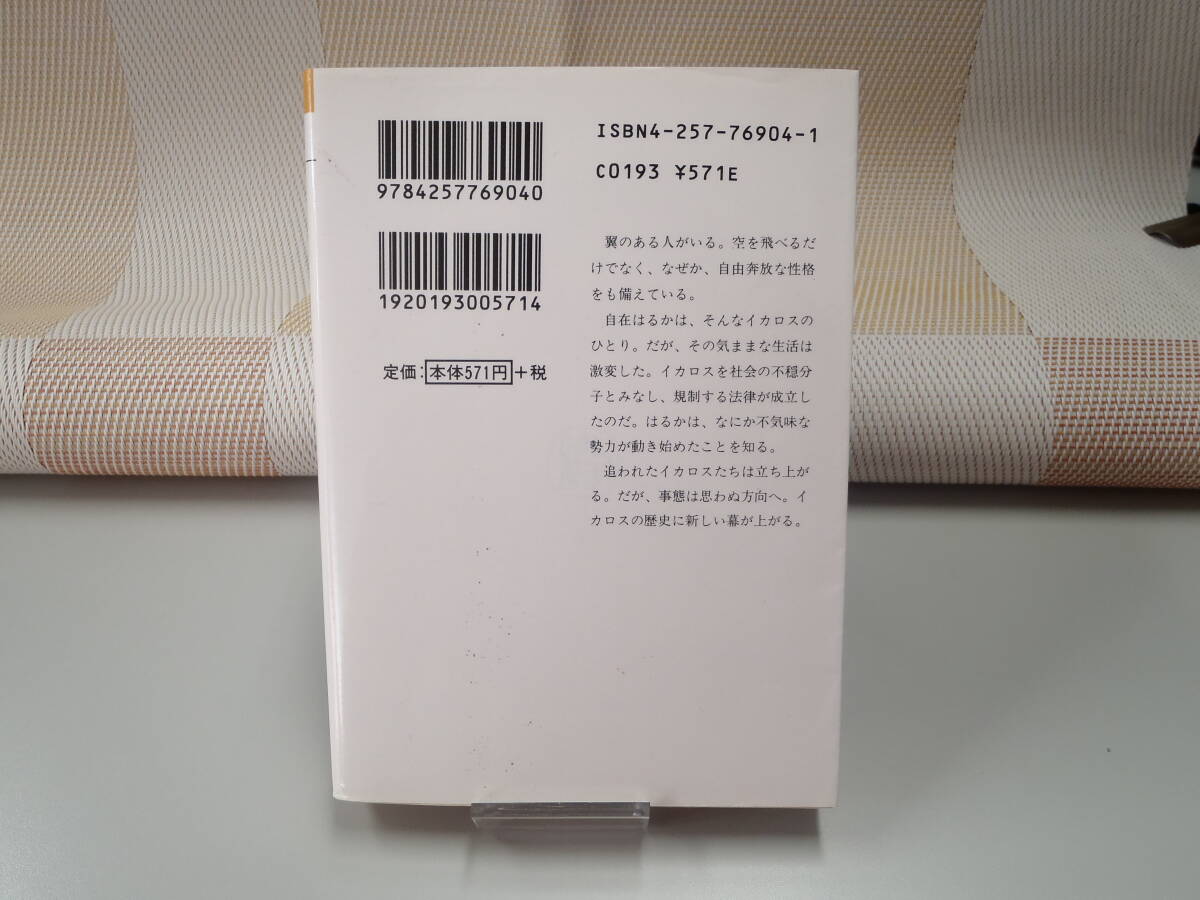 9784257769040
1920193005714
定価：本体571円＋税
ISBN4-257-76904-1
C0193 ¥571E
翼のある人がいる。空を飛べるだ
けでなく、なぜか、自由奔放な性格
をも備えている。
自在はるかは、そんなイカロスの
ひとり。だが、その気ままな生活は
激変した。イカロスを社会の不穏分
子とみなし、規制する法律が成立し
たのだ。はるかは、なにか不気味な
勢力が動き始めたことを知る。
追われたイカロスたちは立ち上が
る。だが、事態は思わぬ方向へ。イ
カロスの歴史に新しい幕が上がる。